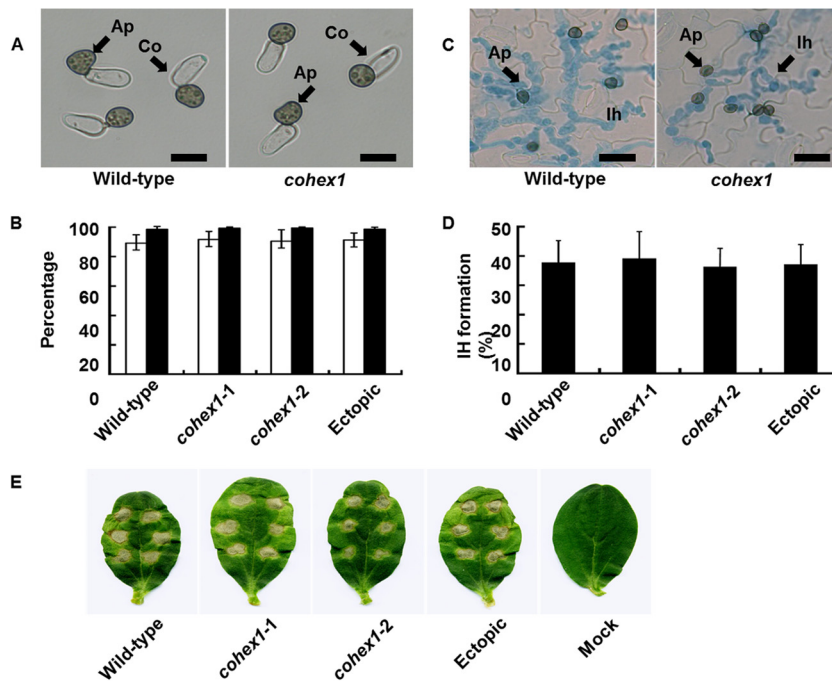 A
Ap
Co
Co
Ap
Wild-type
cohex1
C
Ap
Ih
Ap
Ih
Wild-type
cohex1
B
Percentage
100
80
60
40
20
0
Wild-type
cohex1-1
cohex1-2
Ectopic
D
IH formation
(%)
50
40
30
20
10
0
Wild-type
cohex1-1
cohex1-2
Ectopic
E
Wild-type
cohex1-1
cohex1-2
Ectopic
Mock